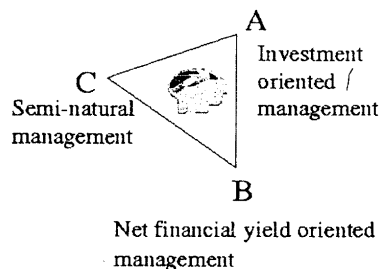 A
Investment
oriented /
management
C
Semi-natural
management
B
Net financial yield oriented
management